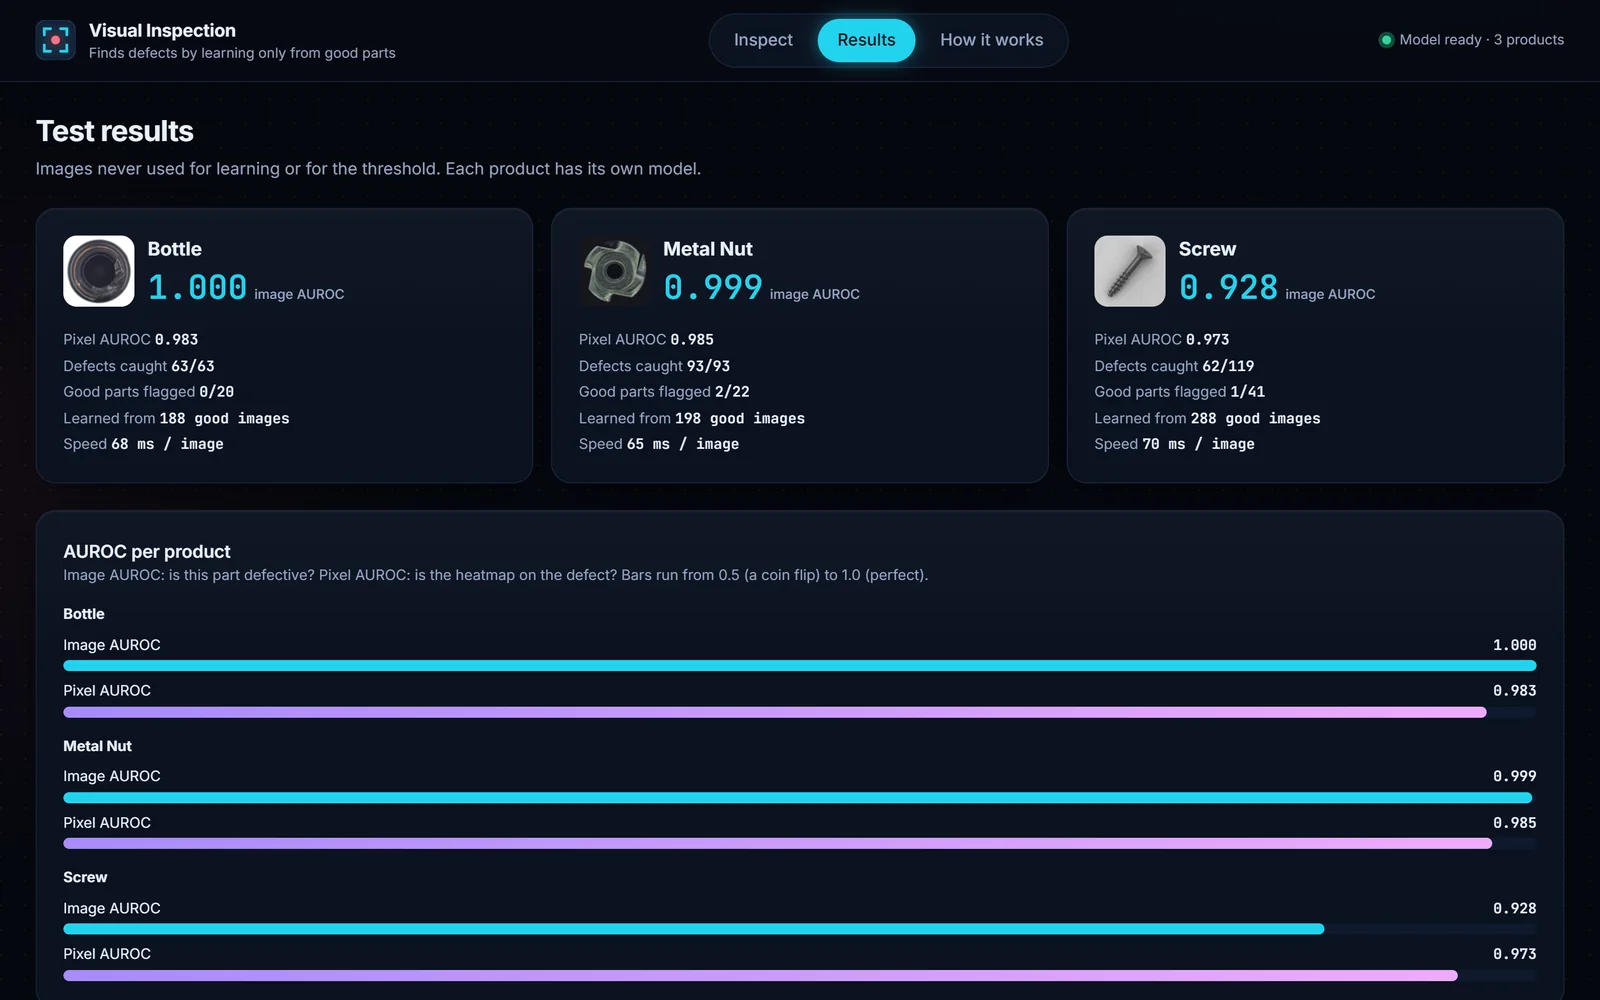 Visual Inspection
Finds defects by learning only from good parts
Inspect
Results
How it works
Model ready · 3 products
Test results
Images never used for learning or for the threshold. Each product has its own model.
Bottle
1.000 image AUROC
Pixel AUROC 0.983
Defects caught 63/63
Good parts flagged 0/20
Learned from 188 good images
Speed 68 ms / image
Metal Nut
0.999 image AUROC
Pixel AUROC 0.985
Defects caught 93/93
Good parts flagged 2/22
Learned from 198 good images
Speed 65 ms / image
Screw
0.928 image AUROC
Pixel AUROC 0.973
Defects caught 62/119
Good parts flagged 1/41
Learned from 288 good images
Speed 70 ms / image
AUROC per product
Image AUROC: is this part defective? Pixel AUROC: is the heatmap on the defect? Bars run from 0.5 (a coin flip) to 1.0 (perfect).
Bottle
Image AUROC 1.000
Pixel AUROC 0.983
Metal Nut
Image AUROC 0.999
Pixel AUROC 0.985
Screw
Image AUROC 0.928
Pixel AUROC 0.973